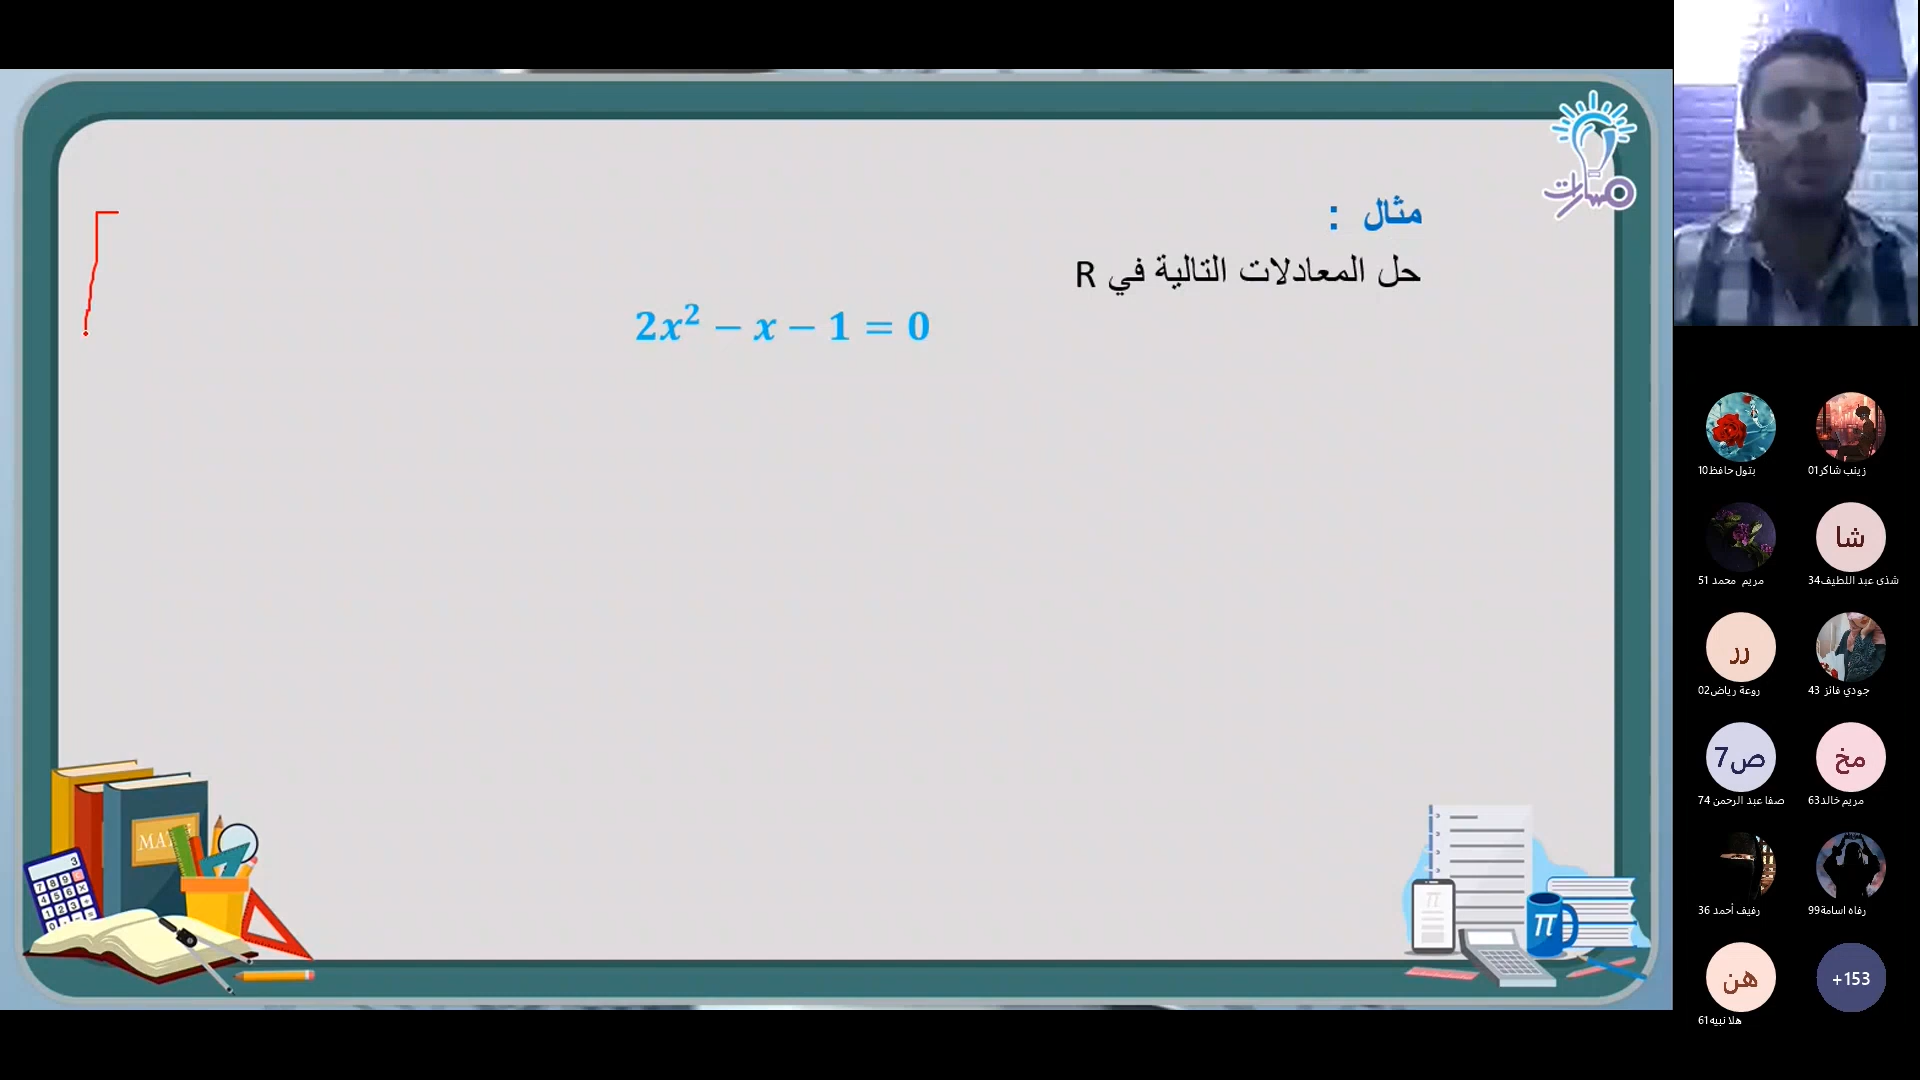 مسارات
مثال :
حل المعادلات التالية في R
2x² − x − 1 = 0
MA
π
π
بتول حافظ10
زينب شاكر01
شا
مريم محمد 51
شذى عبد اللطيف34
رر
روعة رياض02
جودي فائز 43
ص7
مخ
صفا عبد الرحمن 74
مريم خالد63
رفيف أحمد 36
رفاه اسامة99
هن
+153
هلا نبيه61